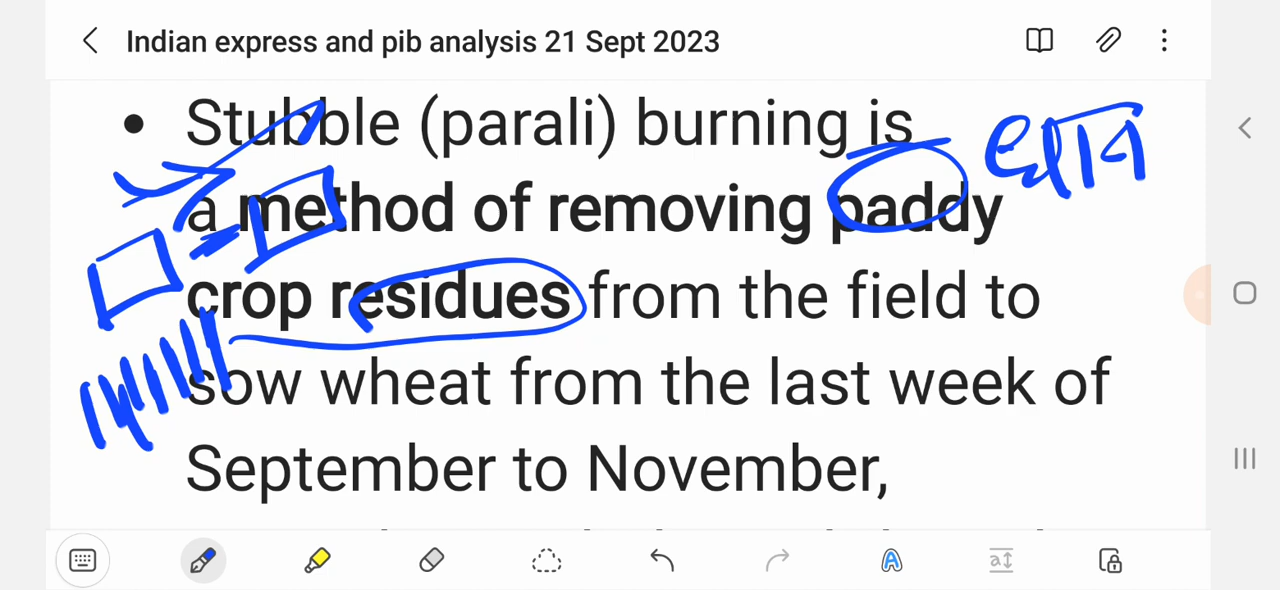 Indian express and pib analysis 21 Sept 2023
• Stubble (parali) burning is
धान
a method of removing paddy
crop residues from the field to
sow wheat from the last week of
September to November,